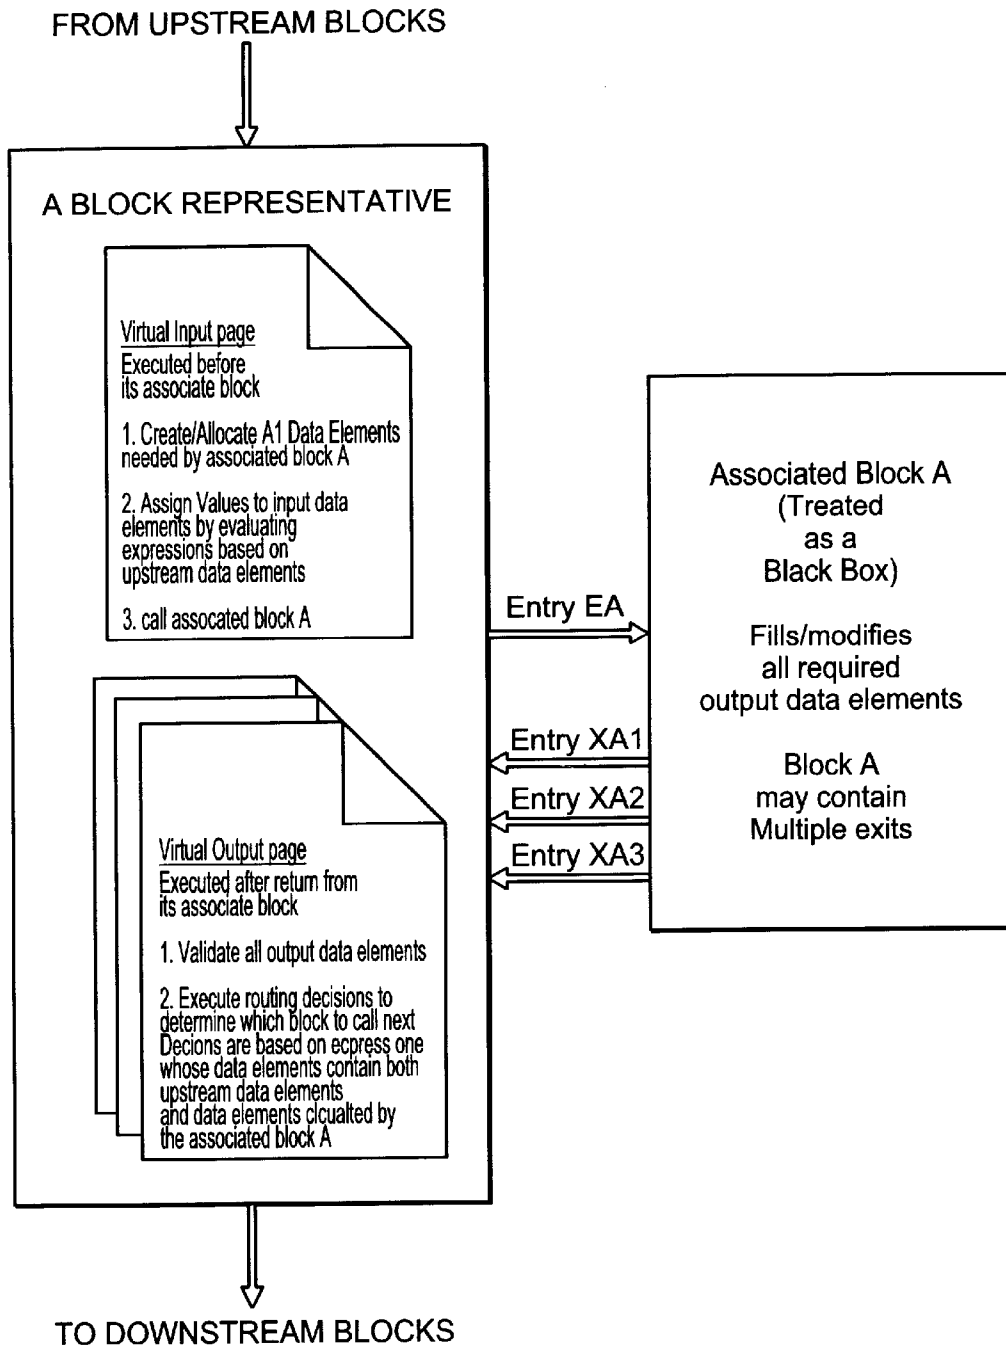 FROM UPSTREAM BLOCKS
A BLOCK REPRESENTATIVE
Virtual Input page
Executed before
its associate block
1. Create/Allocate A1 Data Elements
needed by associated block A
2. Assign Values to input data
elements by evaluating
expressions based on
upstream data elements
3. call assocated block A
Entry EA
Entry XA1
Entry XA2
Entry XA3
Associated Block A
(Treated
as a
Black Box)
Fills/modifies
all required
output data elements
Block A
may contain
Multiple exits
Virtual Output page
Executed after return from
its associate block
1. Validate all output data elements
2. Execute routing decisions to
determine which block to call next
Decions are based on ecpress one
whose data elements contain both
upstream data elements
and data elements clcualted by
the associated block A
TO DOWNSTREAM BLOCKS